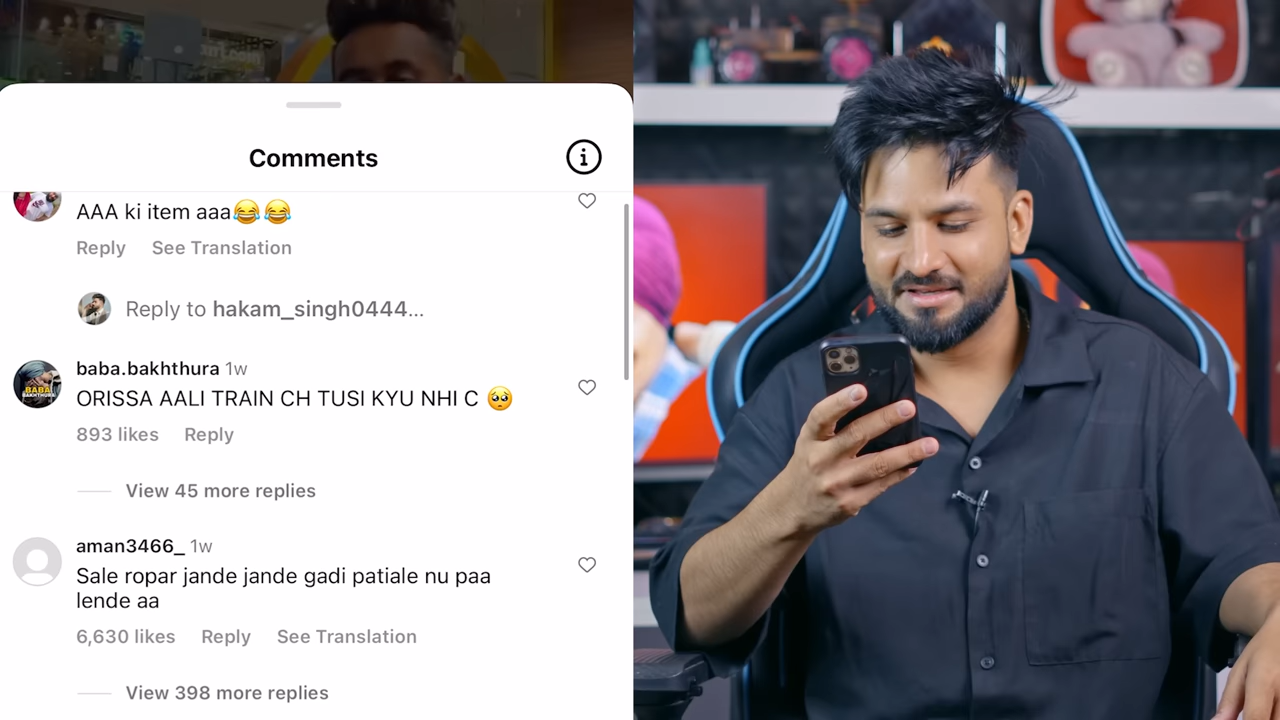 Comments
AAA ki item aaa😂😂
Reply See Translation
Reply to hakam_singh0444...
baba.bakhthura 1w
ORISSA AALI TRAIN CH TUSI KYU NHI C 🥺
893 likes Reply
View 45 more replies
aman3466_ 1w
Sale ropar jande jande gadi patiale nu paa
lende aa
6,630 likes Reply See Translation
View 398 more replies